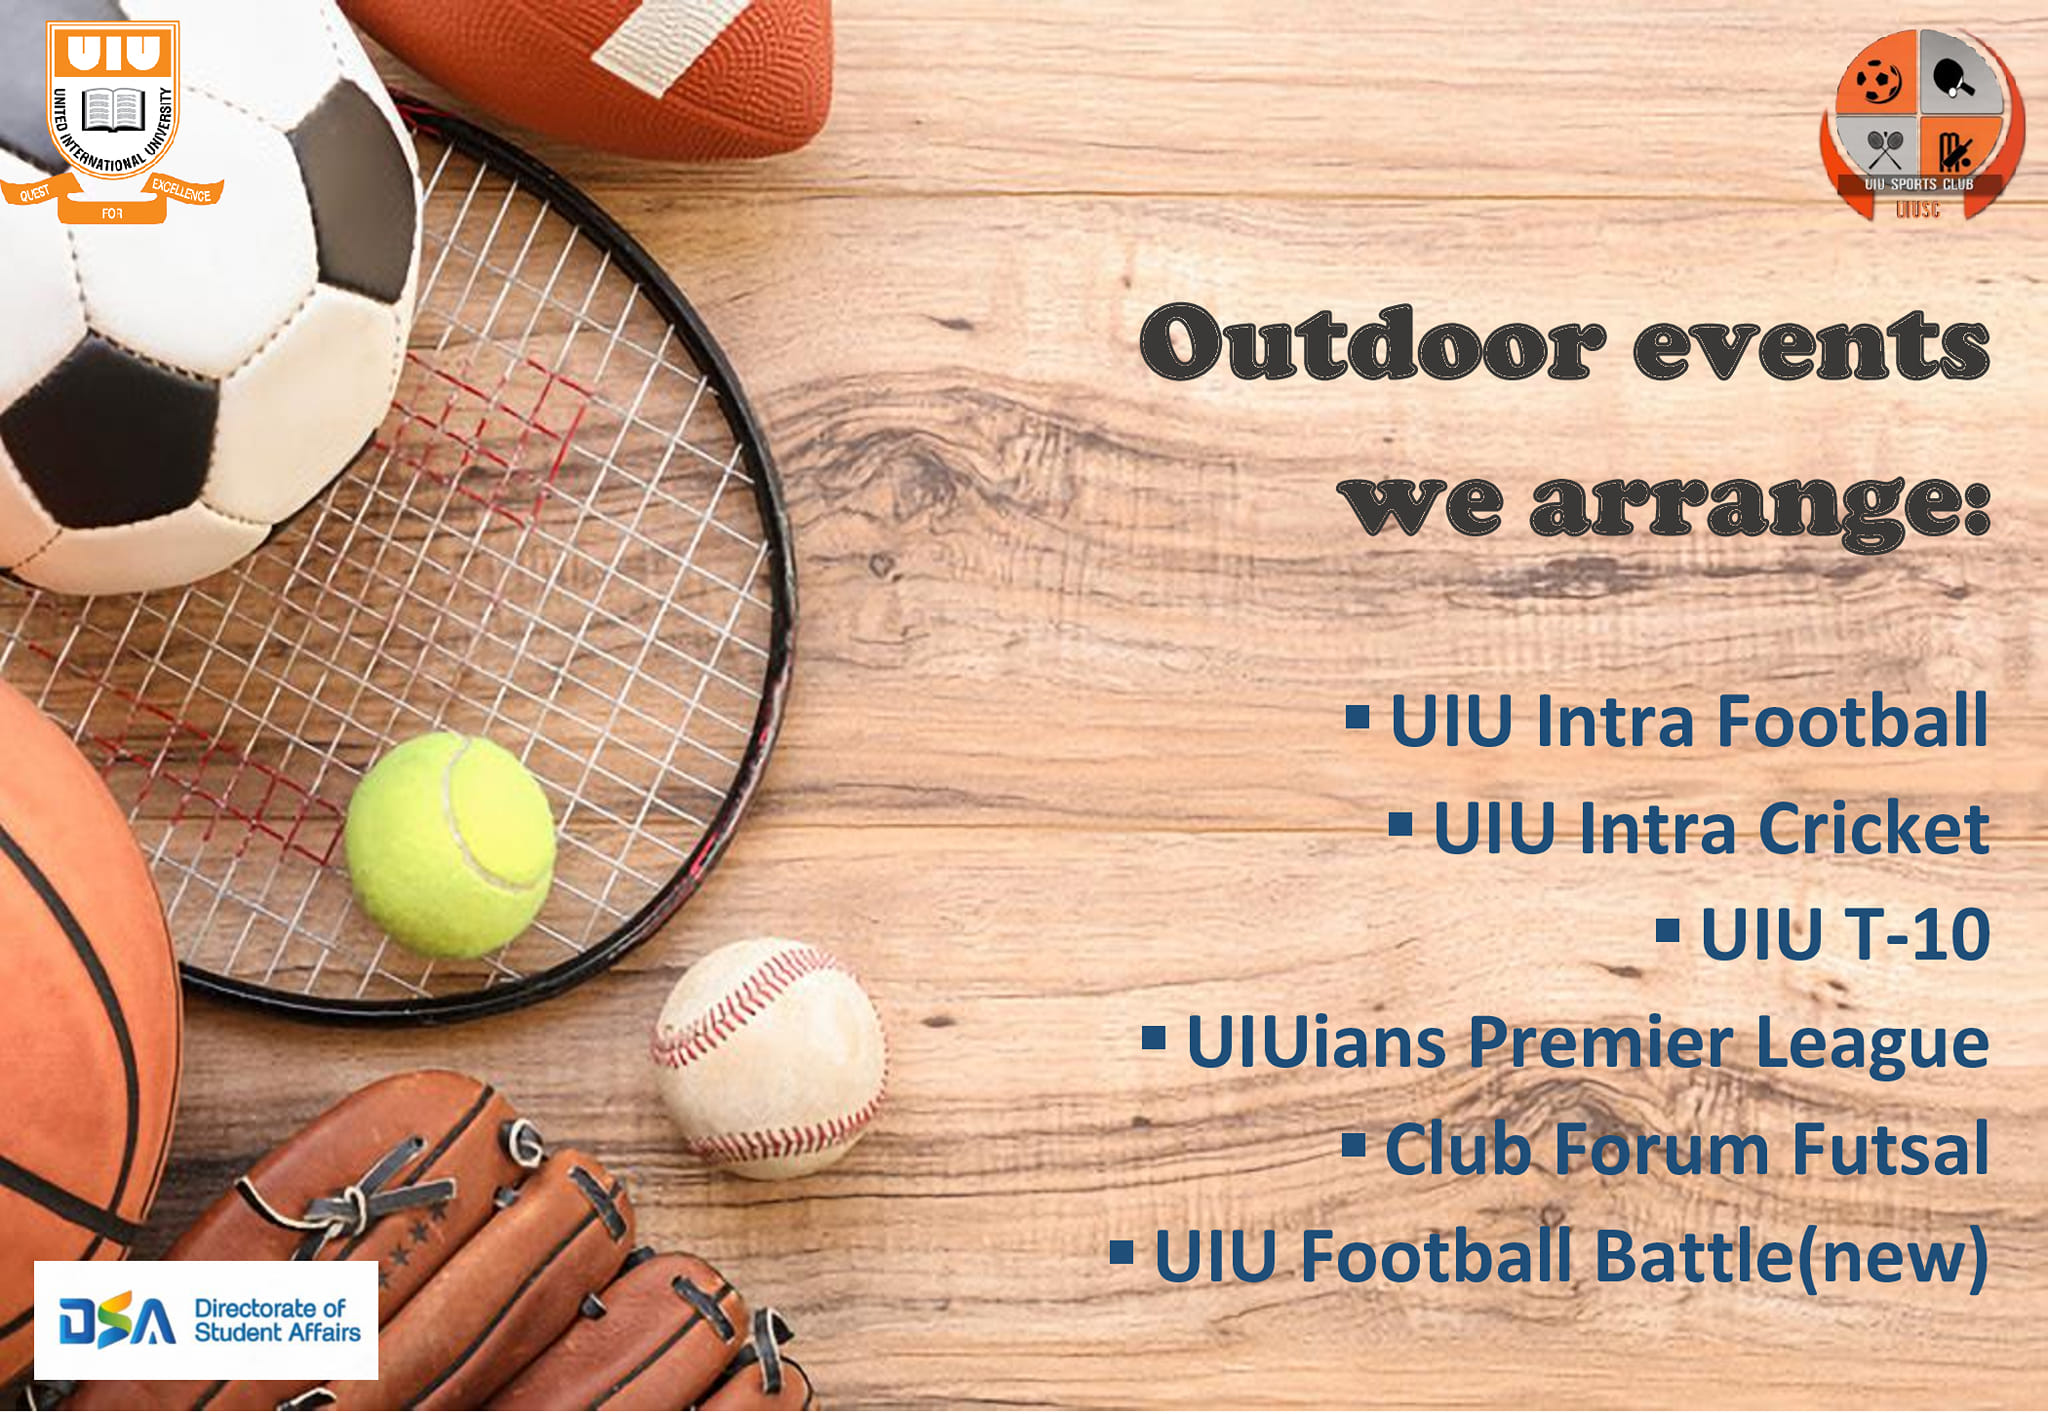 UIU
UNITED INTERNATIONAL UNIVERSITY
QUEST
FOR
EXCELLENCE
UIU SPORTS CLUB
UIUSC
Outdoor events
we arrange:
▪ UIU Intra Football
▪ UIU Intra Cricket
▪ UIU T-10
▪ UIUians Premier League
▪ Club Forum Futsal
▪ UIU Football Battle(new)
DSA
Directorate of
Student Affairs